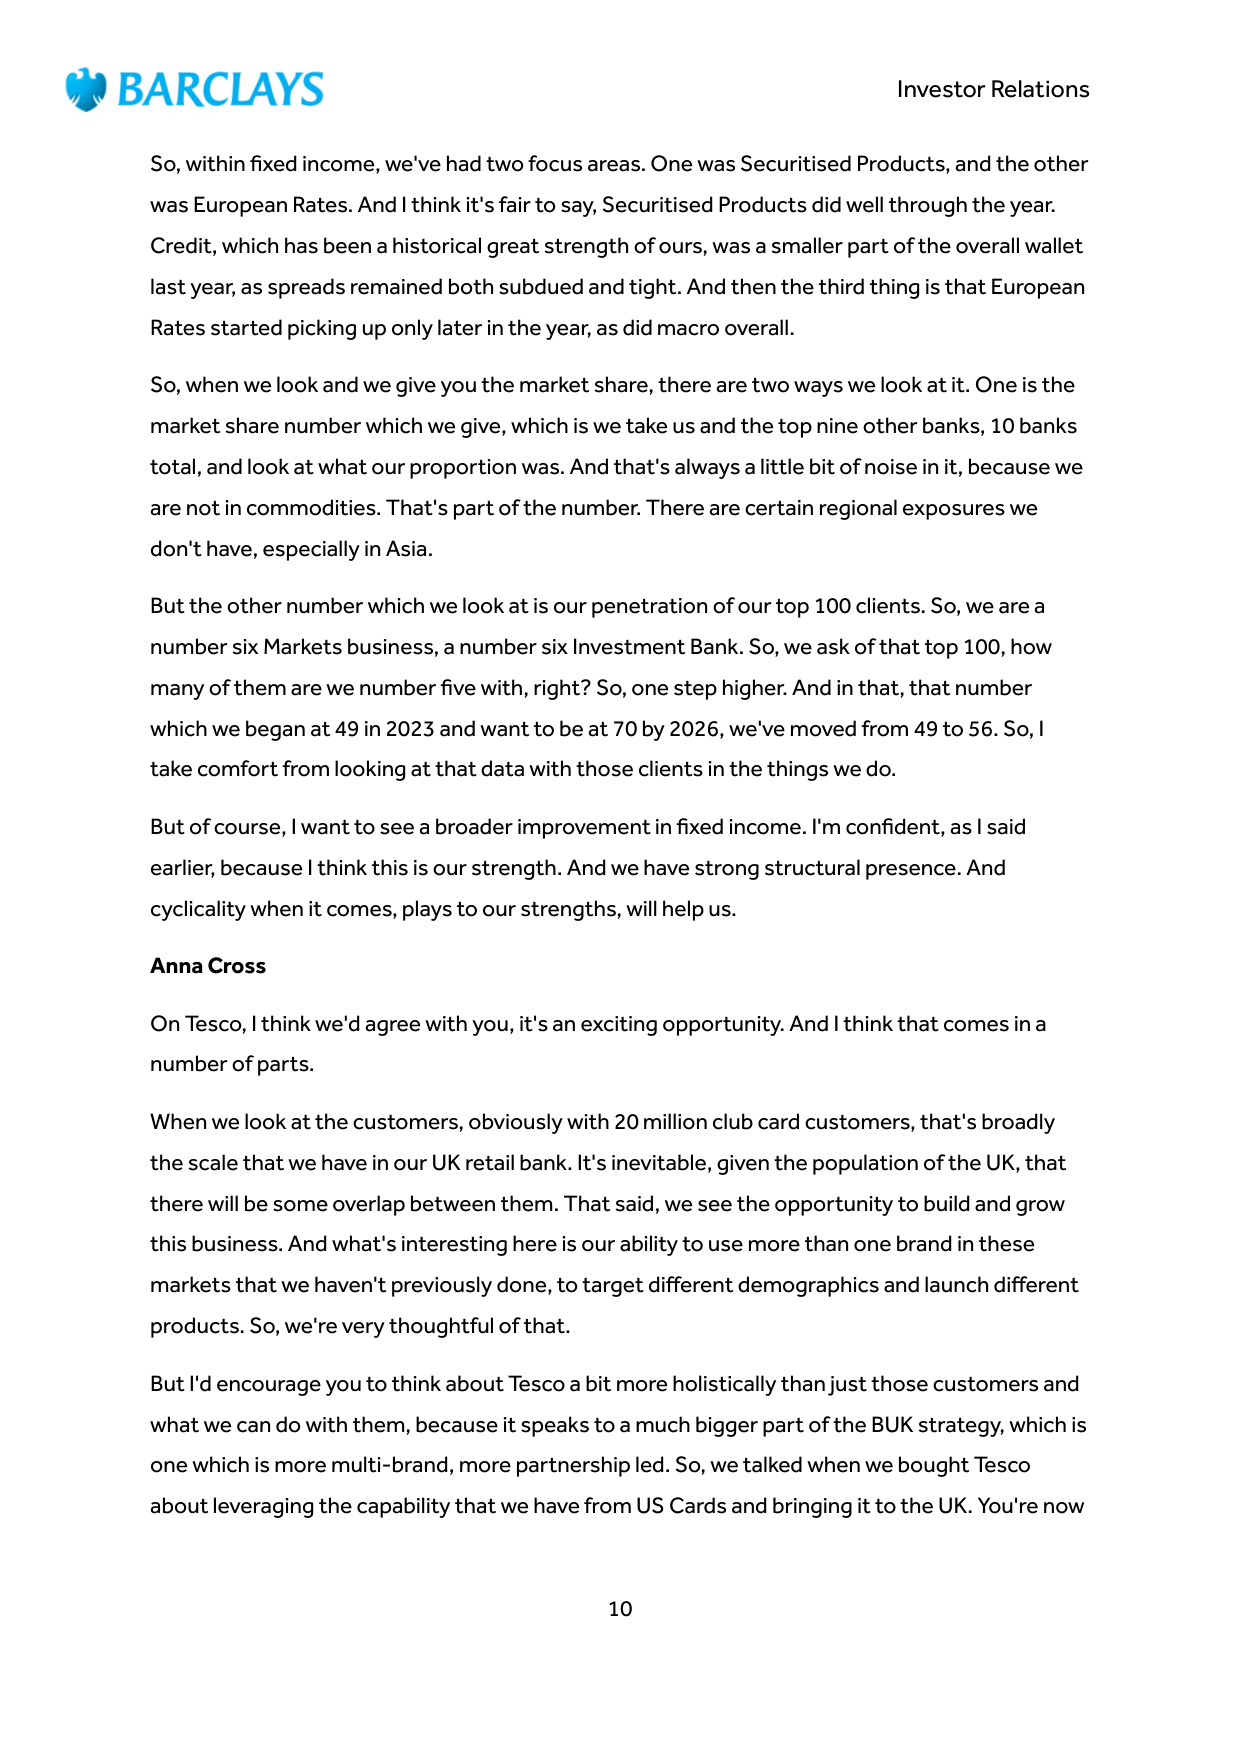 BARCLAYS
Investor Relations
So, within fixed income, we've had two focus areas. One was Securitised Products, and the other
was European Rates. And I think it's fair to say, Securitised Products did well through the year.
Credit, which has been a historical great strength of ours, was a smaller part of the overall wallet
last year, as spreads remained both subdued and tight. And then the third thing is that European
Rates started picking up only later in the year, as did macro overall.
So, when we look and we give you the market share, there are two ways we look at it. One is the
market share number which we give, which is we take us and the top nine other banks, 10 banks
total, and look at what our proportion was. And that's always a little bit of noise in it, because we
are not in commodities. That's part of the number. There are certain regional exposures we
don't have, especially in Asia.
But the other number which we look at is our penetration of our top 100 clients. So, we are a
number six Markets business, a number six Investment Bank. So, we ask of that top 100, how
many of them are we number five with, right? So, one step higher. And in that, that number
which we began at 49 in 2023 and want to be at 70 by 2026, we've moved from 49 to 56. So, I
take comfort from looking at that data with those clients in the things we do.
But of course, I want to see a broader improvement in fixed income. I'm confident, as I said
earlier, because I think this is our strength. And we have strong structural presence. And
cyclicality when it comes, plays to our strengths, will help us.
Anna Cross
On Tesco, I think we'd agree with you, it's an exciting opportunity. And I think that comes in a
number of parts.
When we look at the customers, obviously with 20 million club card customers, that's broadly
the scale that we have in our UK retail bank. It's inevitable, given the population of the UK, that
there will be some overlap between them. That said, we see the opportunity to build and grow
this business. And what's interesting here is our ability to use more than one brand in these
markets that we haven't previously done, to target different demographics and launch different
products. So, we're very thoughtful of that.
But I'd encourage you to think about Tesco a bit more holistically than just those customers and
what we can do with them, because it speaks to a much bigger part of the BUK strategy, which is
one which is more multi-brand, more partnership led. So, we talked when we bought Tesco
about leveraging the capability that we have from US Cards and bringing it to the UK. You're now
10